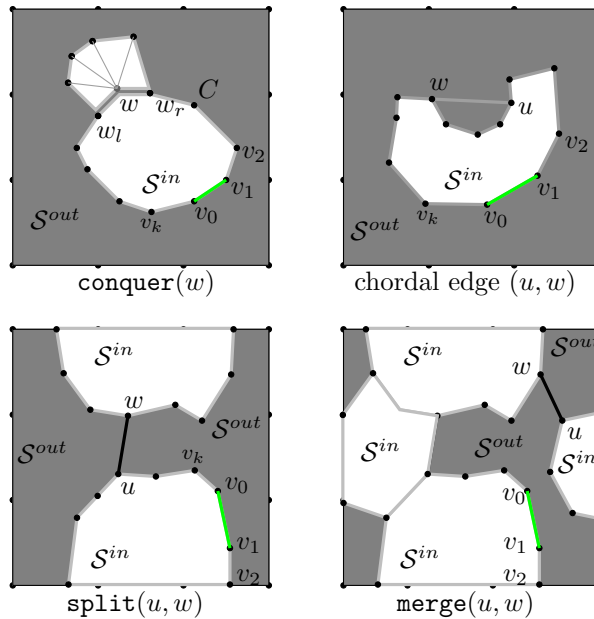 C
w
w_r
w_l
v_2
S^{in}
v_1
S^{out}
v_k
v_0
conquer(w)
w
u
v_2
S^{in}
v_1
S^{out}
v_k
v_0
chordal edge (u, w)
S^{in}
w
S^{out}
S^{out}
v_k
u
v_0
v_1
S^{in}
v_2
split(u, w)
S^{in}
S^{out}
w
u
S^{in}
S^{out}
S^{in}
v_0
v_1
S^{in}
v_2
merge(u, w)